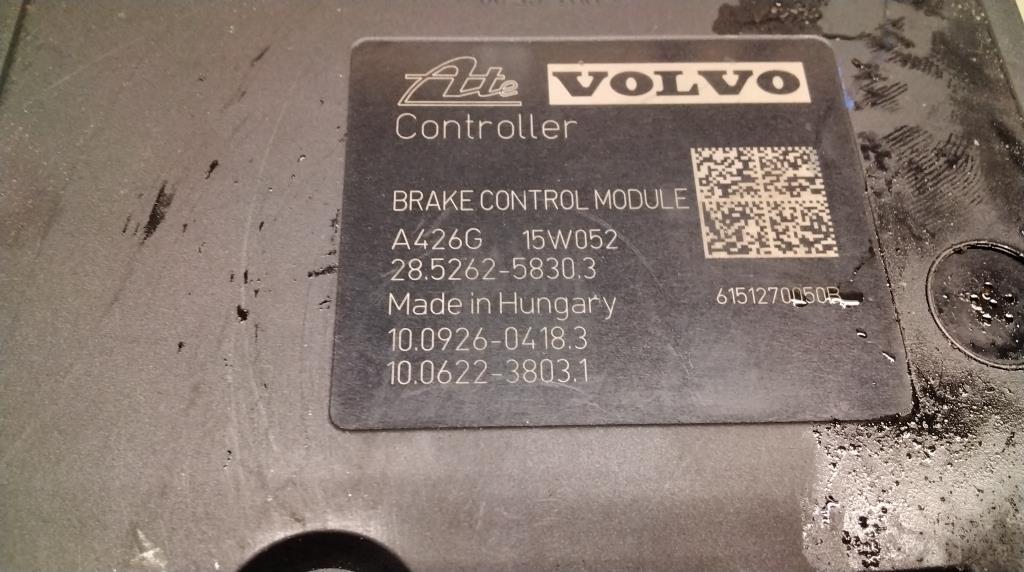 Ate VOLVO
Controller
BRAKE CONTROL MODULE
A426G 15W052
28.5262-5830.3
Made in Hungary
6151270050B
10.0926-0418.3
10.0622-3803.1